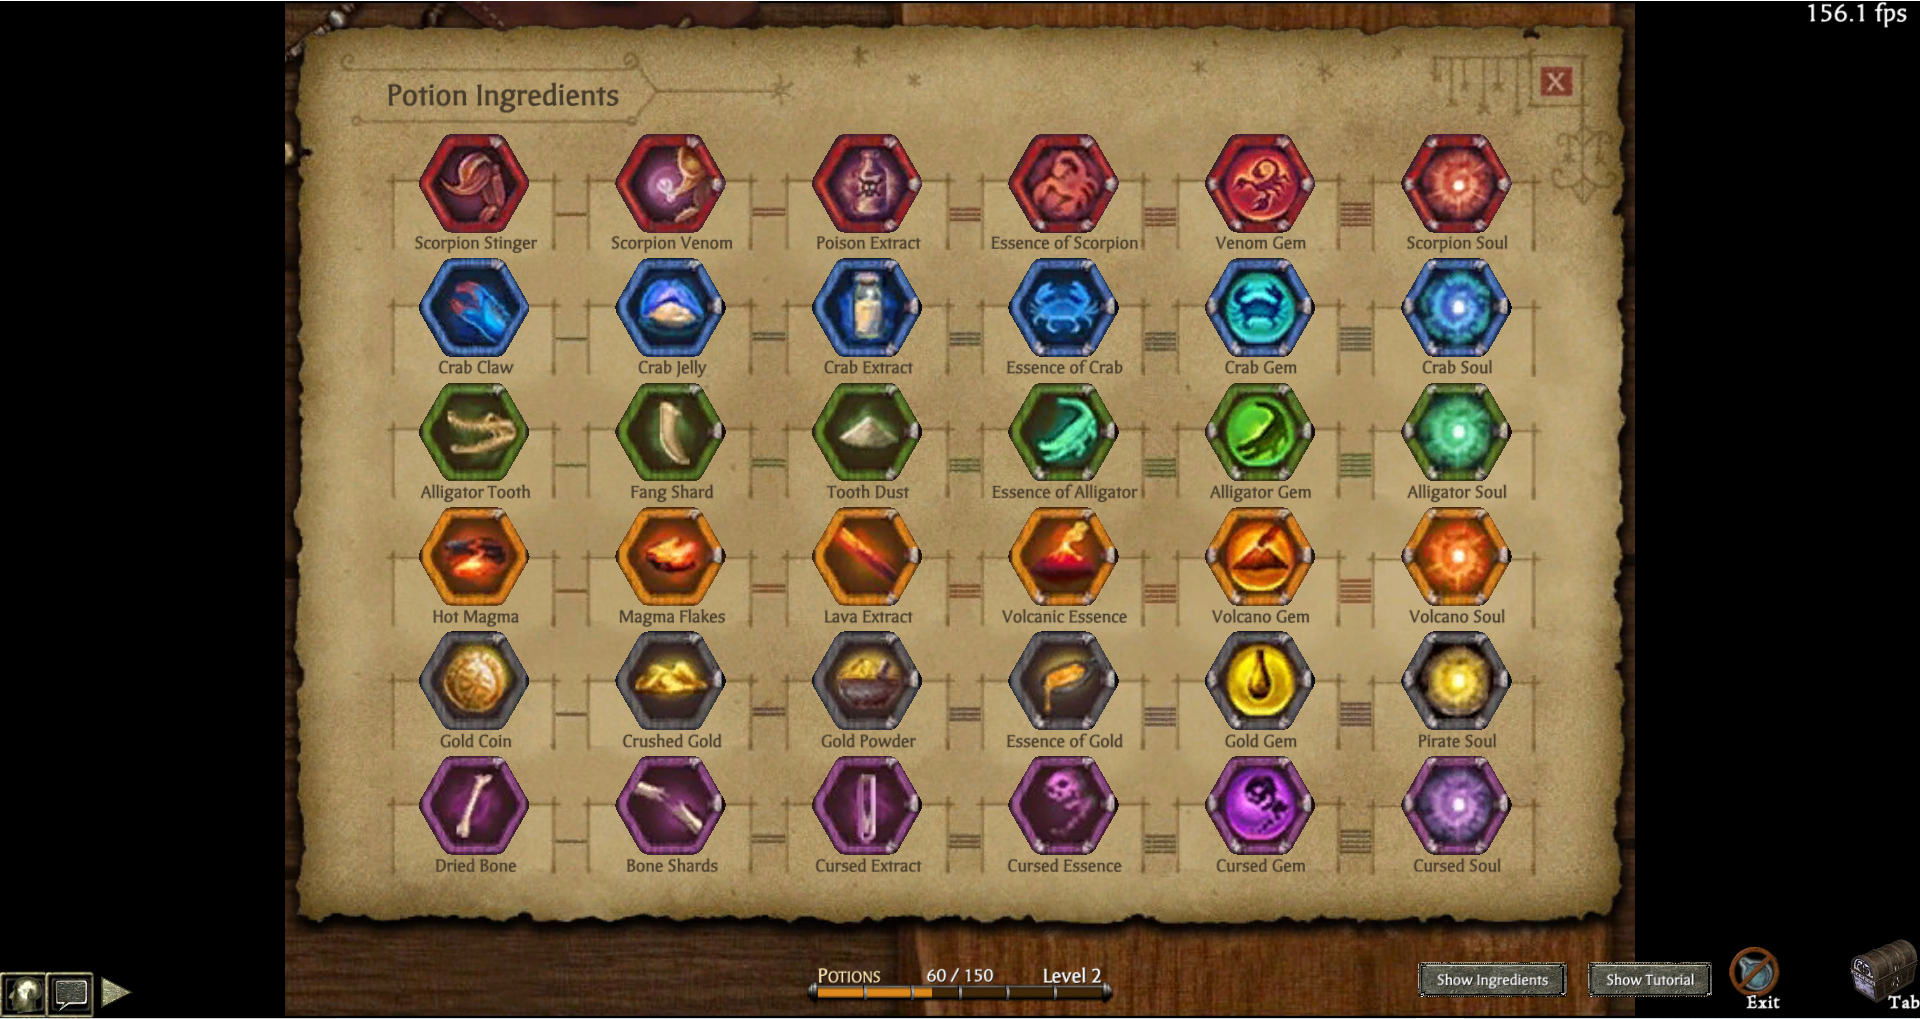 156.1 fps
Potion Ingredients
X
Scorpion Stinger Scorpion Venom Poison Extract Essence of Scorpion Venom Gem Scorpion Soul
Crab Claw Crab Jelly Crab Extract Essence of Crab Crab Gem Crab Soul
Alligator Tooth Fang Shard Tooth Dust Essence of Alligator Alligator Gem Alligator Soul
Hot Magma Magma Flakes Lava Extract Volcanic Essence Volcano Gem Volcano Soul
Gold Coin Crushed Gold Gold Powder Essence of Gold Gold Gem Pirate Soul
Dried Bone Bone Shards Cursed Extract Cursed Essence Cursed Gem Cursed Soul
Potions 60 / 150 Level 2
Show Ingredients Show Tutorial
Exit Tab